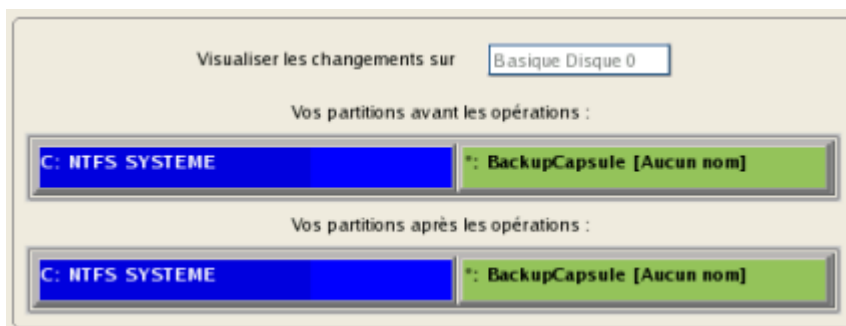 Visualiser les changements sur Basique Disque 0
Vos partitions avant les opérations :
C: NTFS SYSTEME *: BackupCapsule [Aucun nom]
Vos partitions après les opérations :
C: NTFS SYSTEME *: BackupCapsule [Aucun nom]